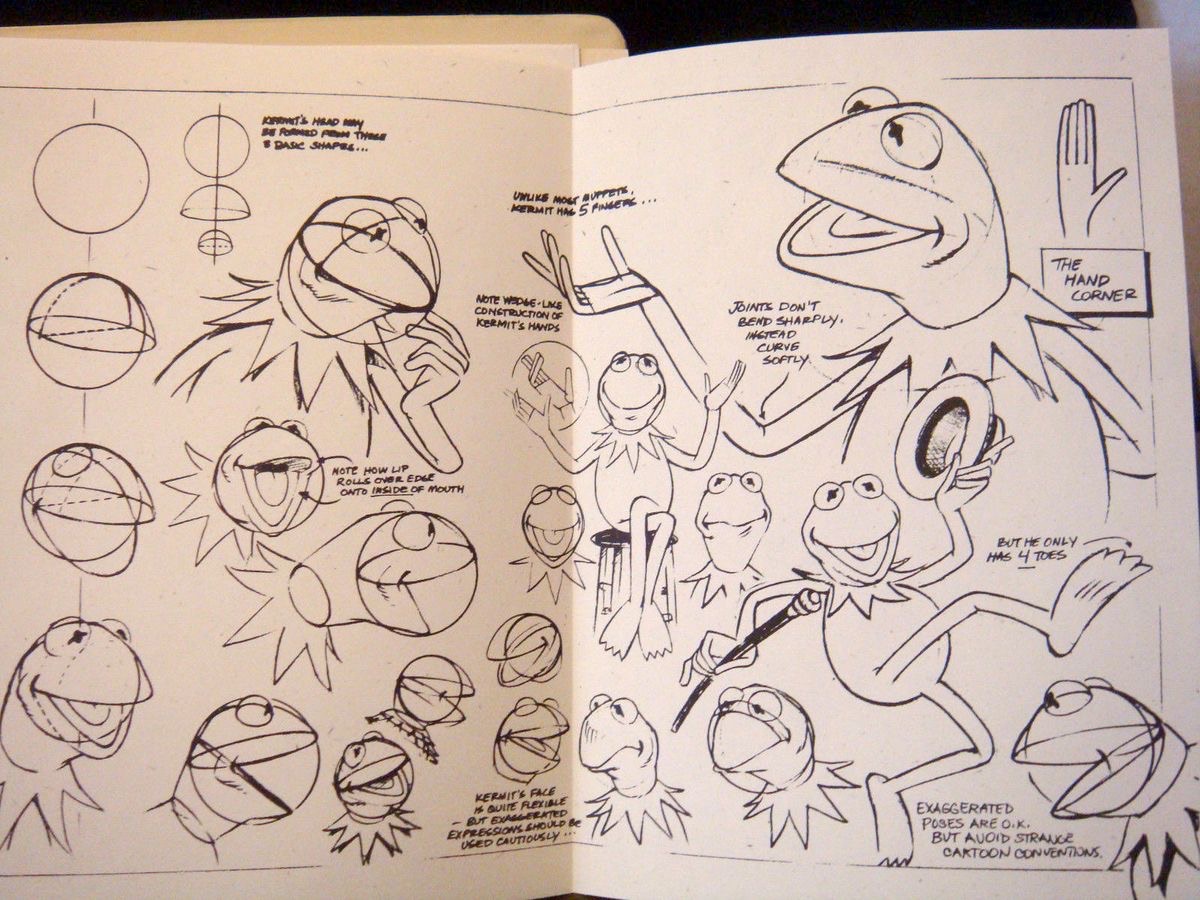 KERMIT'S HEAD MAY
BE FORMED FROM THESE
3 BASIC SHAPES...
UNLIKE MOST MUPPETS,
KERMIT HAS 5 FINGERS...
NOTE WEDGE-LIKE
CONSTRUCTION OF
KERMIT'S HANDS
NOTE HOW LIP
ROLLS OVER EDGE
ONTO INSIDE OF MOUTH
KERMIT'S FACE
IS QUITE FLEXIBLE
- BUT EXAGGERATED
EXPRESSIONS SHOULD BE
USED CAUTIOUSLY...
THE
HAND
CORNER
JOINTS DON'T
BEND SHARPLY.
INSTEAD
CURVE
SOFTLY.
BUT HE ONLY
HAS 4 TOES
EXAGGERATED
POSES ARE O.K.
BUT AVOID STRANGE
CARTOON CONVENTIONS.